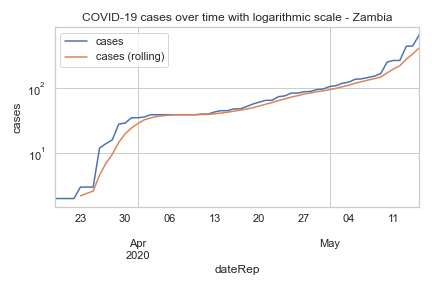 COVID-19 cases over time with logarithmic scale - Zambia
cases
cases (rolling)
cases
10²
10¹
23 30 06 13 20 27 04 11
Apr May
2020
dateRep